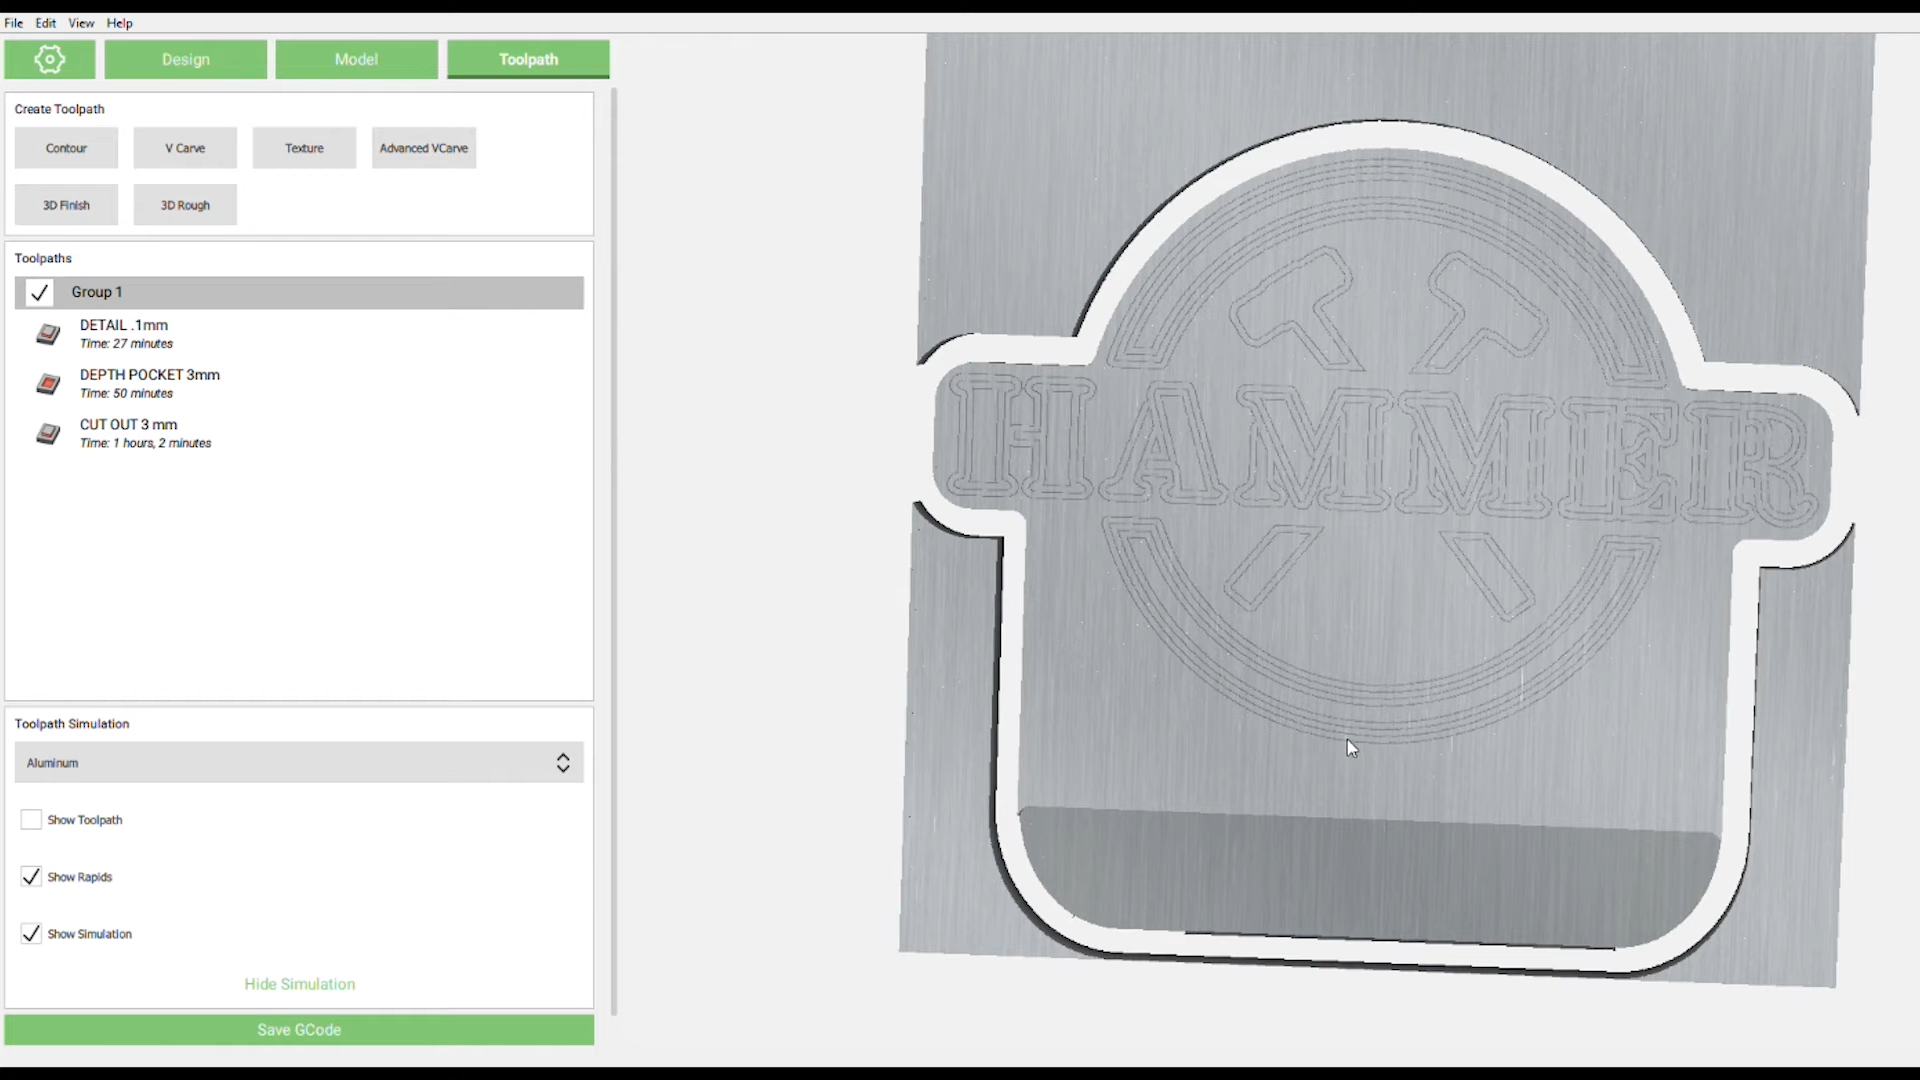 File Edit View Help
Design Model Toolpath
Create Toolpath
Contour V Carve Texture Advanced VCarve
3D Finish 3D Rough
Toolpaths
Group 1
DETAIL .1mm
Time: 27 minutes
DEPTH POCKET 3mm
Time: 50 minutes
CUT OUT 3 mm
Time: 1 hours, 2 minutes
HAMMER
Toolpath Simulation
Aluminum
Show Toolpath
Show Rapids
Show Simulation
Hide Simulation
Save GCode